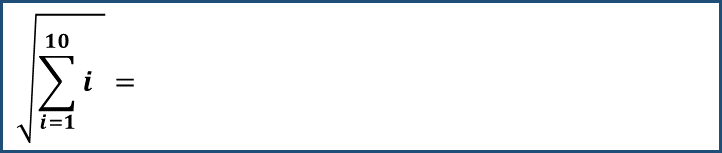 √(∑_{i=1}^{10} i) =